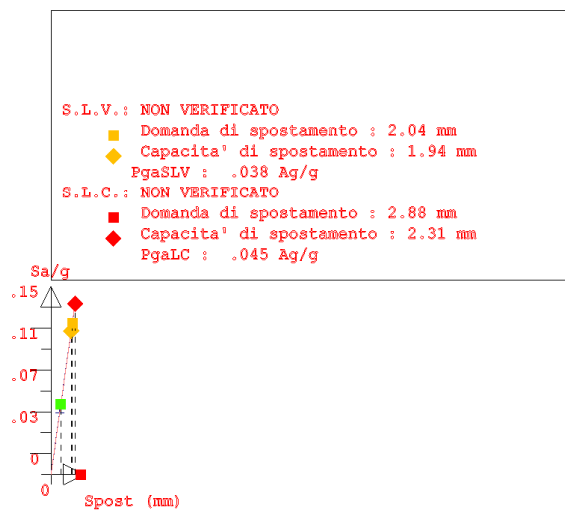 S.L.V.: NON VERIFICATO
Domanda di spostamento : 2.04 mm
Capacita' di spostamento : 1.94 mm
PgaSLV : .038 Ag/g
S.L.C.: NON VERIFICATO
Domanda di spostamento : 2.88 mm
Capacita' di spostamento : 2.31 mm
PgaLC : .045 Ag/g
Sa/g
.15
.11
.07
.03
0
0
Spost (mm)